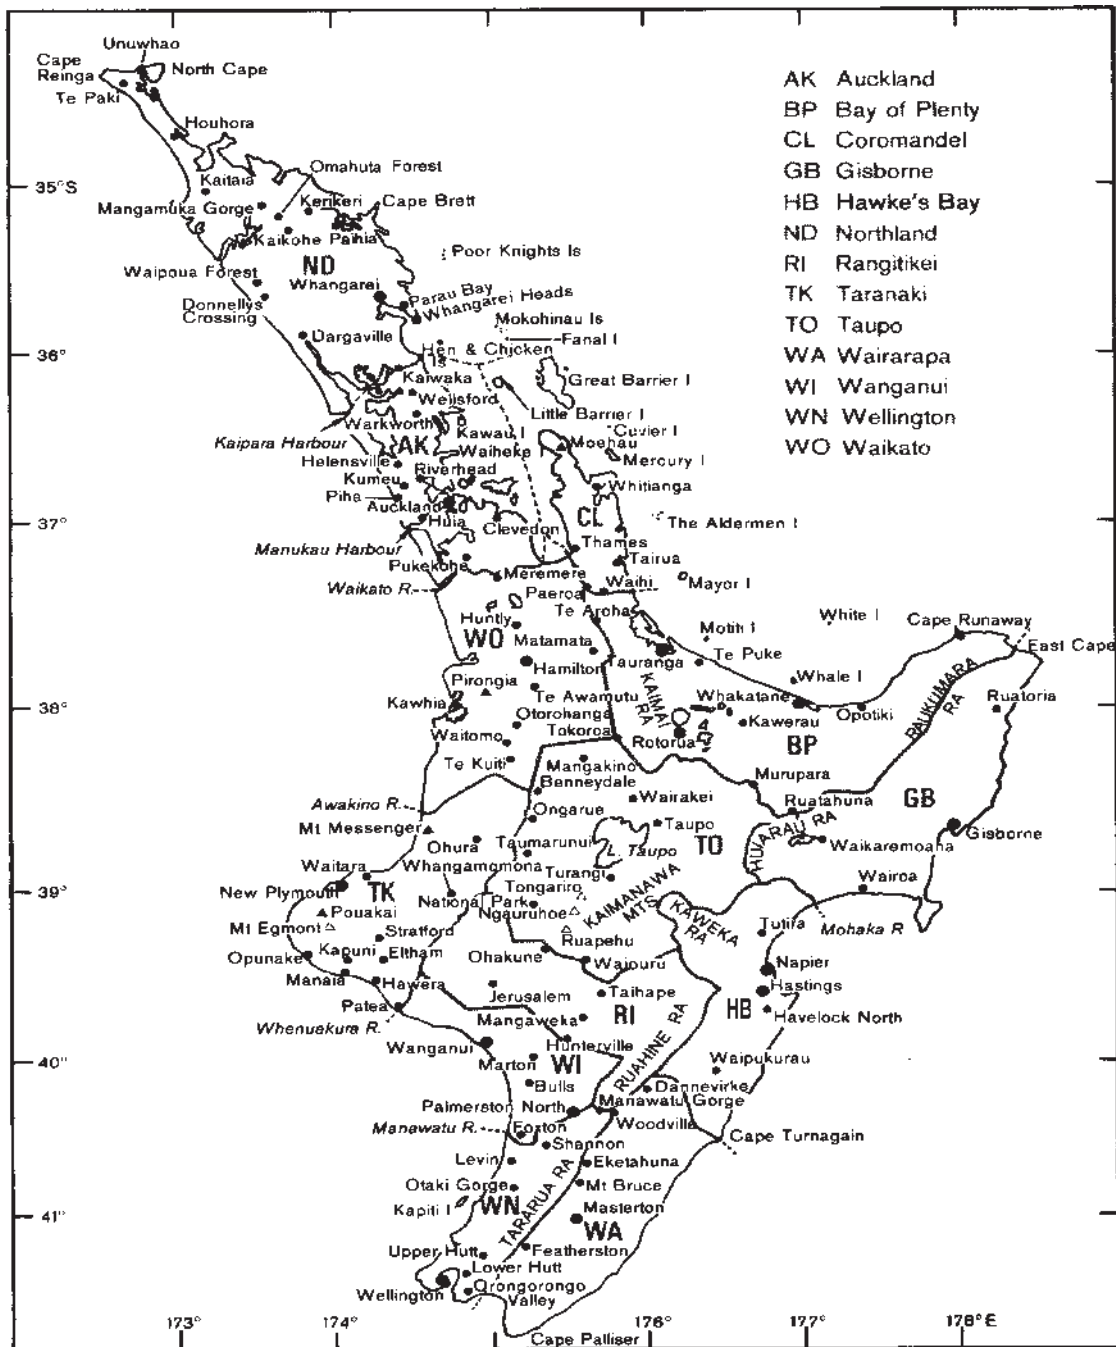 Unuwhao
Cape
Reinga
North Cape
Te Paki
Houhora
Omahuta Forest
35°S
Kaitaia
Kerikeri
Cape Brett
Mangamuka Gorge
Kaikohe
Paihia
Poor Knights Is
ND
Waipoua Forest
Whangarei
Parau Bay
Whangarei Heads
Donnellys
Crossing
Mokohinau Is
Dargaville
Fanal I
36°
Hen & Chicken
Is
Kaiwaka
Great Barrier I
Wellsford
Little Barrier I
Warkworth
Kawau I
Cuvier I
Kaipara Harbour
AK
Moehau
Waiheke I
Mercury I
Helensville
Riverhead
Kumeu
Whitianga
Piha
Auckland
CL
The Aldermen I
37°
Huia
Clevedon
Manukau Harbour
Thames
Tairua
Pukekohe
Meremere
Waikato R.
Paeroa
Waihi
Mayor I
Te Aroha
Huntly
White I
WO
Matamata
Motiti I
Cape Runaway
Hamilton
Tauranga
Te Puke
East Cape
Pirongia
Te Awamutu
KAIMAI
RA
Whale I
Whakatane
RAUKUMARA
RA
Ruatoria
38°
Kawhia
Otorohanga
Kawerau
Opotiki
Waitomo
Tokoroa
Rotorua
BP
Te Kuiti
Mangakino
Benneydale
Murupara
Awakino R.
Wairakei
Ruatahuna
GB
Ongarue
Mt Messenger
Taupo
HUIARAU RA
Gisborne
Ohura
Taumarunui
L. Taupo
TO
Waikaremoana
Waitara
Whangamomona
Turangi
39°
New Plymouth
TK
Tongariro
KAIMANAWA
MTS
Wairoa
National Park
Pouakai
Ngauruhoe
KAWEKA
RA
Mt Egmont
Stratford
Tutira
Mohaka R
Ruapehu
Opunake
Kapuni
Eltham
Ohakune
Waiouru
Napier
Manaia
Hawera
Hastings
Jerusalem
Taihape
HB
Patea
Havelock North
Whenuakura R.
Mangaweka
RI
RUAHINE RA
Wanganui
Hunterville
40°
Marton
WI
Waipukurau
Bulls
Dannevirke
Palmerston North
Manawatu Gorge
Manawatu R.
Foxton
Woodville
Cape Turnagain
Shannon
Levin
Eketahuna
Otaki Gorge
Mt Bruce
Kapiti I
WN
TARARUA RA
Masterton
41°
WA
Upper Hutt
Featherston
Lower Hutt
Wellington
Orongorongo
Valley
Cape Palliser
173°
174°
176°
177°
178°E
AK Auckland
BP Bay of Plenty
CL Coromandel
GB Gisborne
HB Hawke's Bay
ND Northland
RI Rangitikei
TK Taranaki
TO Taupo
WA Wairarapa
WI Wanganui
WN Wellington
WO Waikato